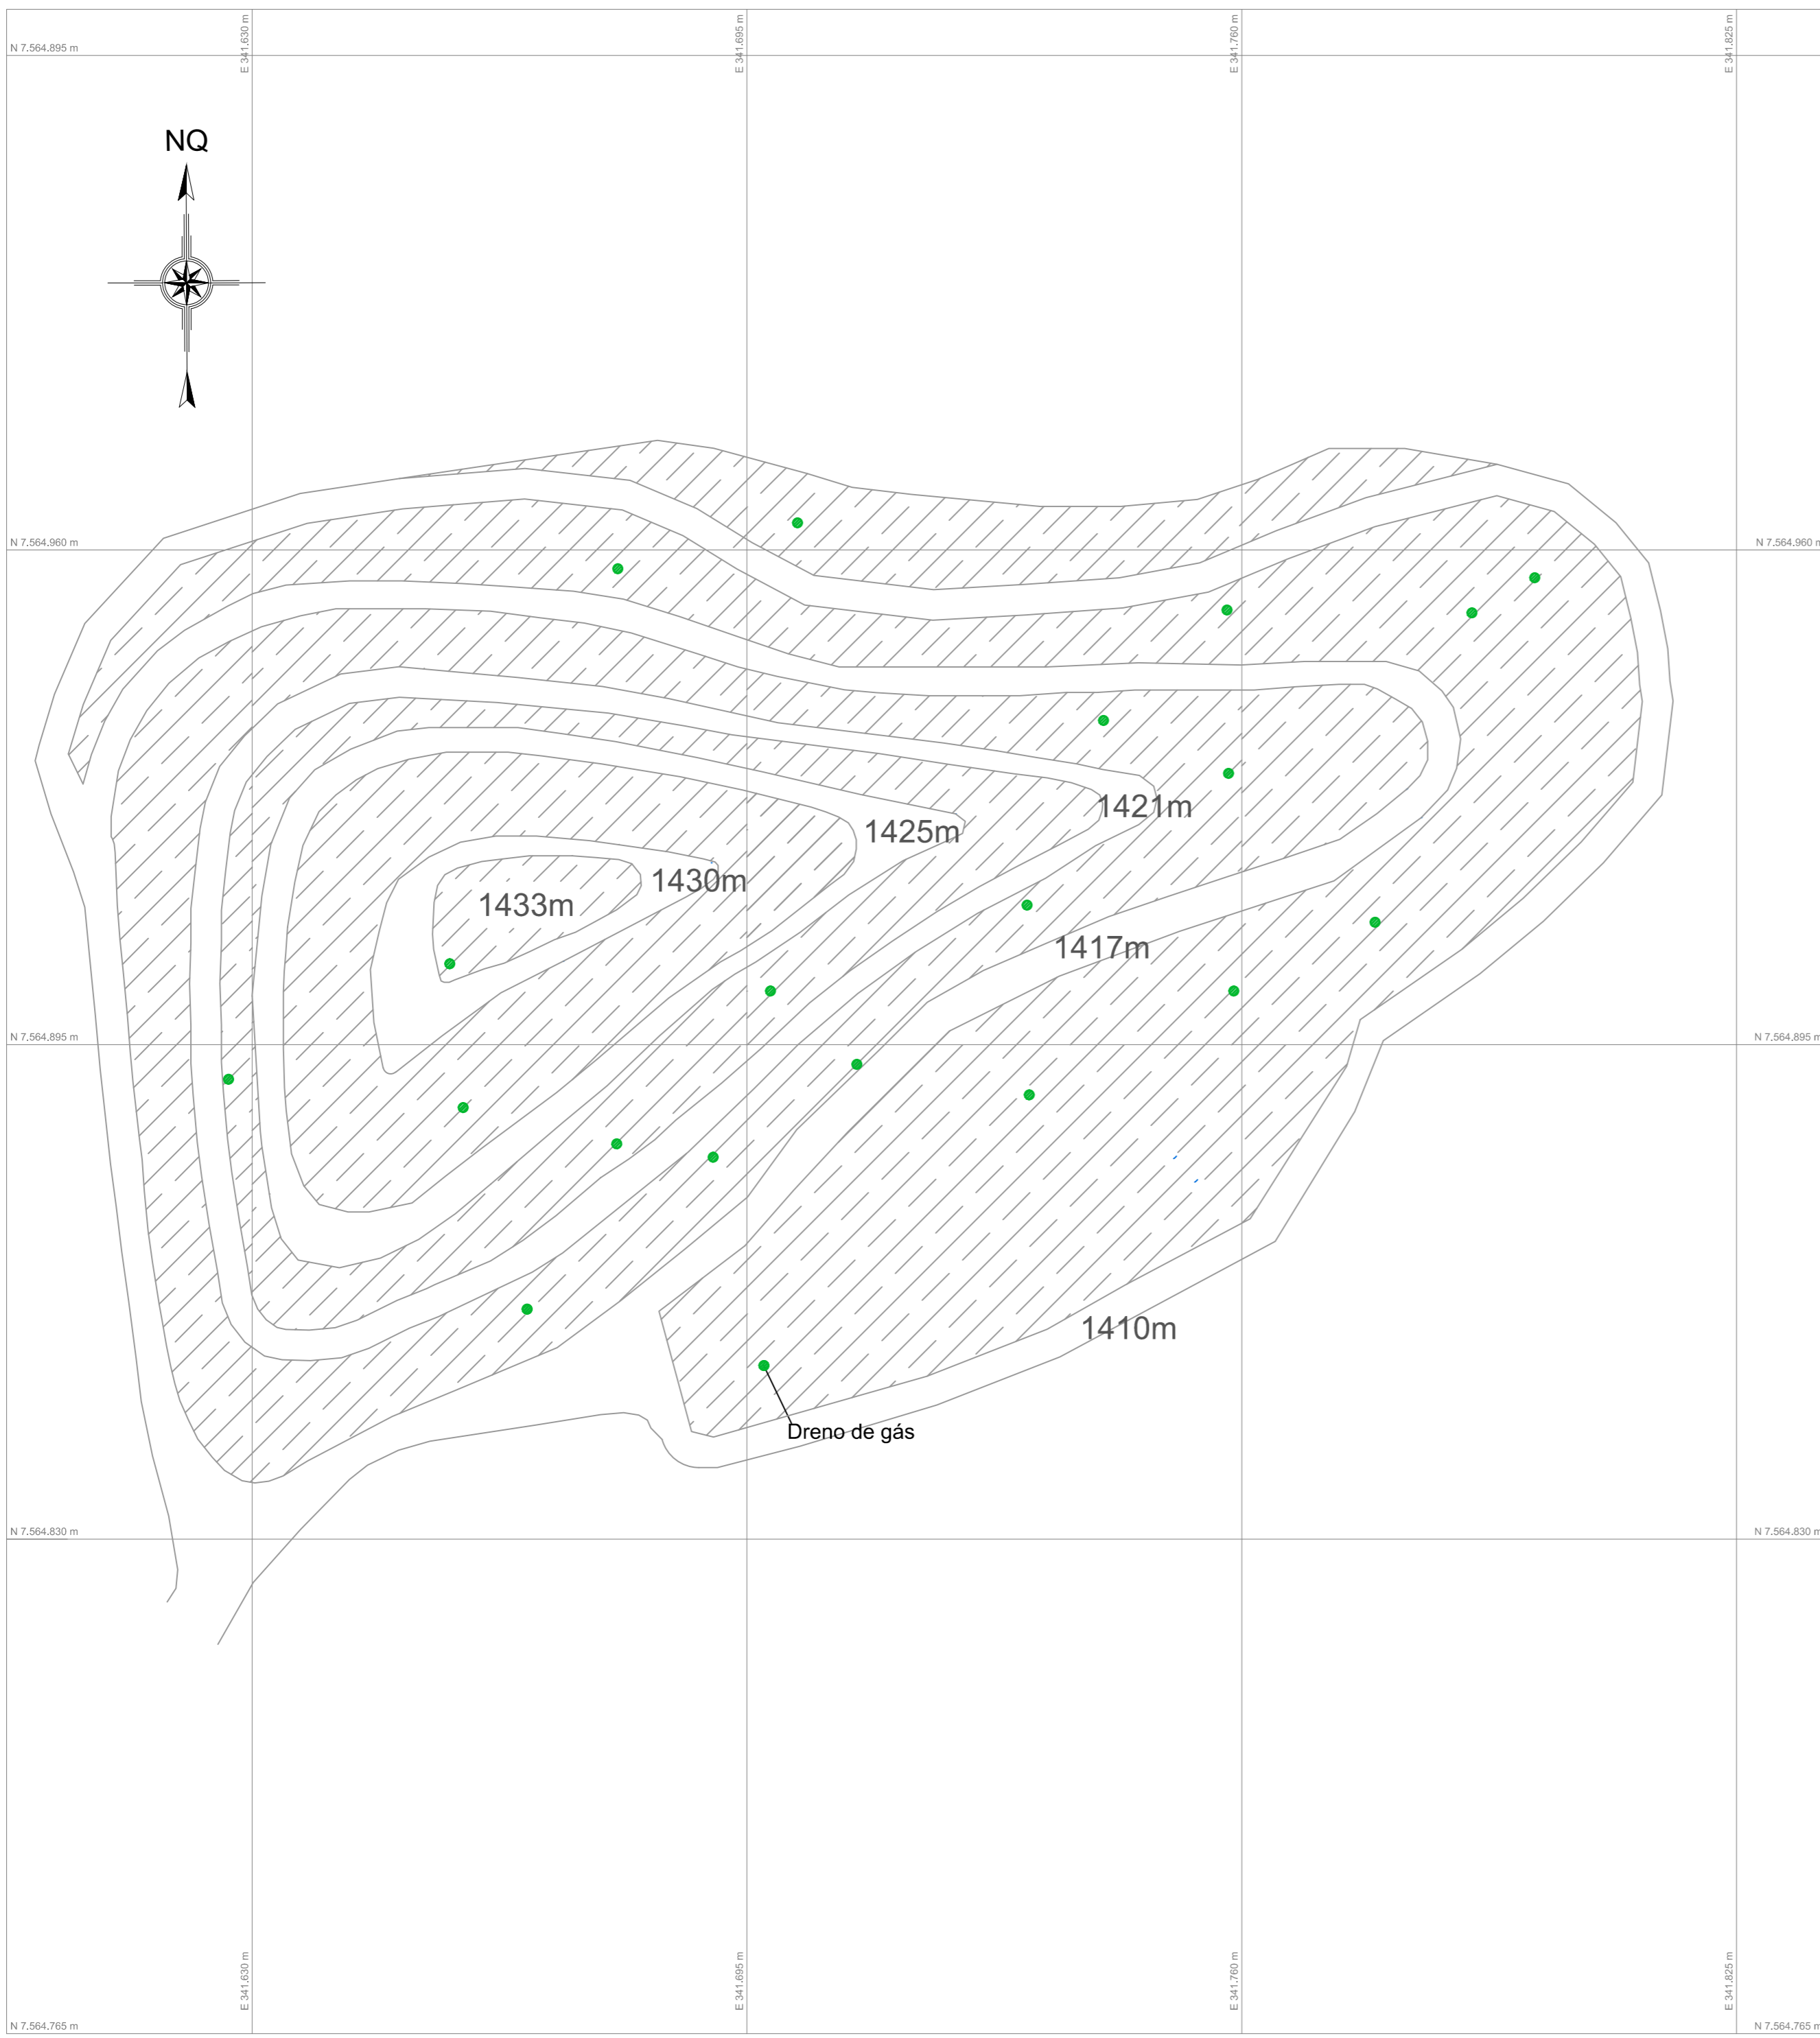 E 341.630 m
E 341.695 m
E 341.760 m
E 341.825 m
N 7.564.895 m
NQ
N 7.564.960 m
N 7.564.960 m
1421m
1425m
1430m
1433m
1417m
N 7.564.895 m
N 7.564.895 m
1410m
Dreno de gás
N 7.564.830 m
N 7.564.830 m
E 341.630 m
E 341.695 m
E 341.760 m
E 341.825 m
N 7.564.765 m
N 7.564.765 m